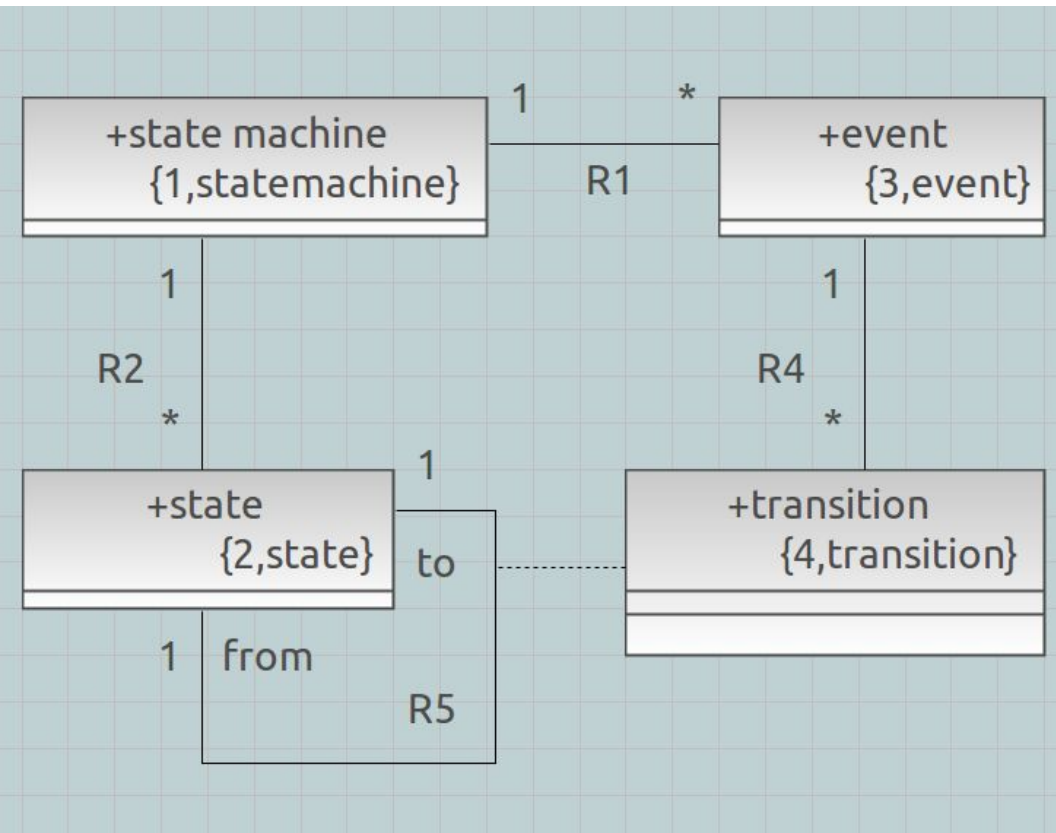 1
*
+state machine
{1,statemachine}
+event
{3,event}
R1
1
1
R2
R4
*
*
1
+state
{2,state}
+transition
{4,transition}
to
1
from
R5